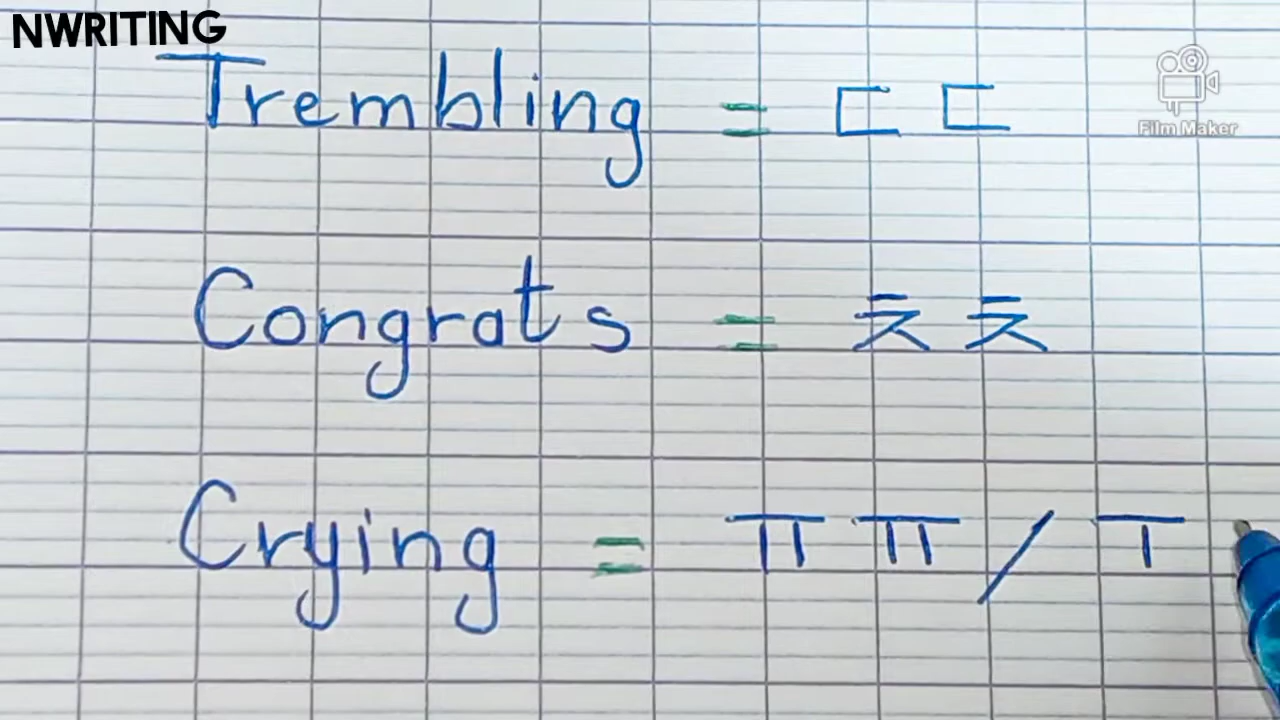 NWRITING
Film Maker
Trembling = ㄷㄷ
Congrats = ㅊㅊ
Crying = ㅠㅠ / ㅜ